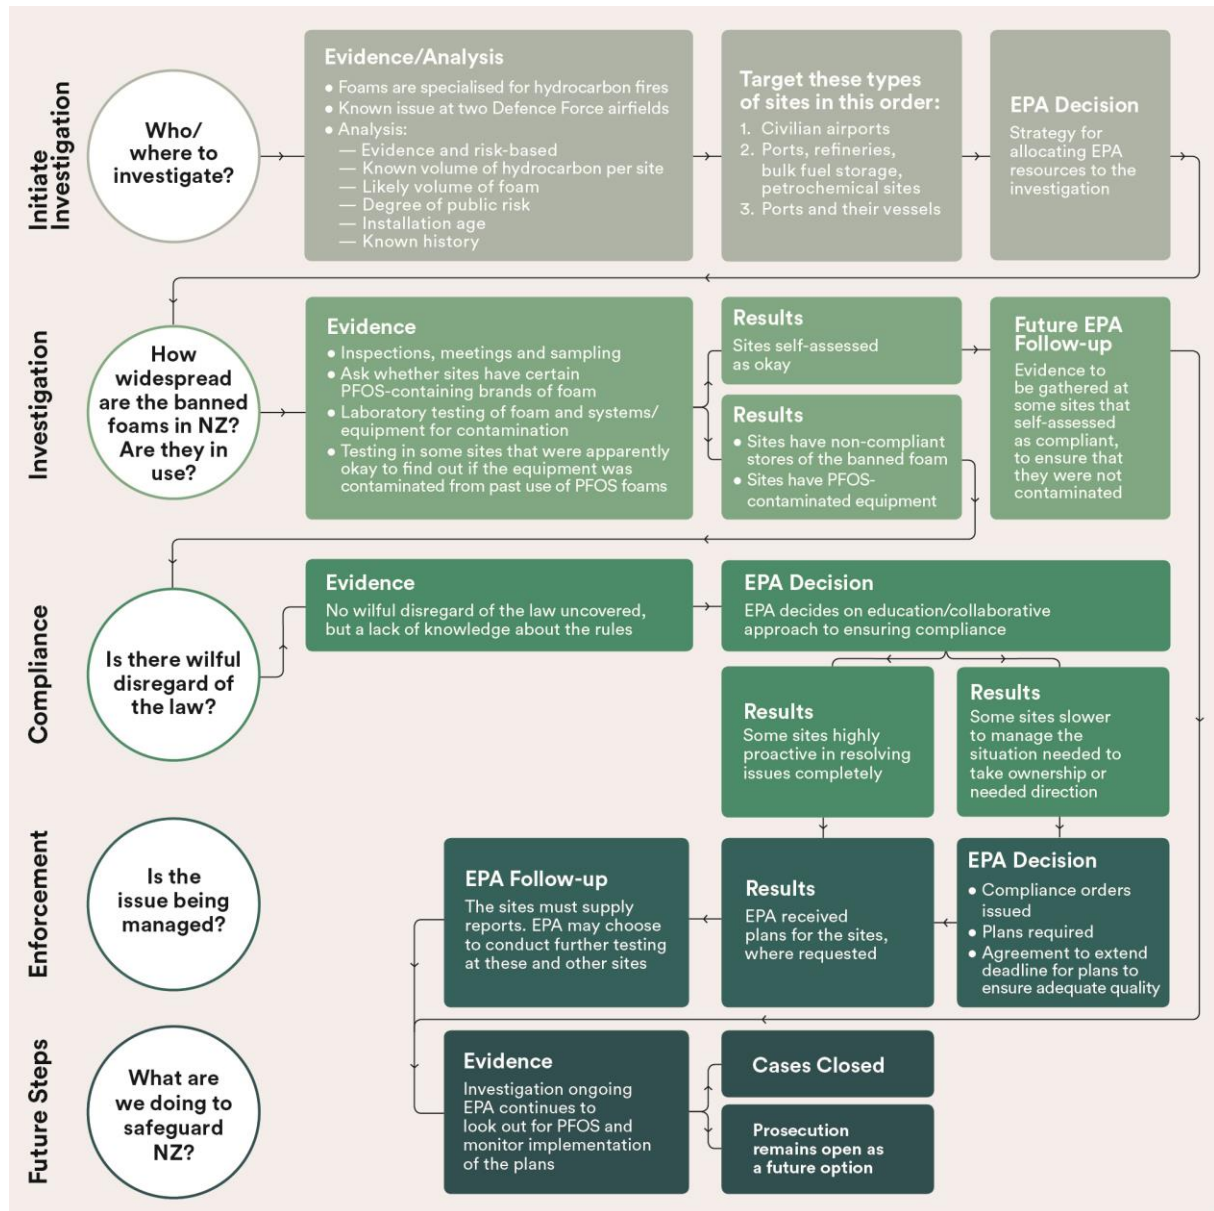 Initiate
Investigation
Who/
where to
investigate?
Evidence/Analysis
● Foams are specialised for hydrocarbon fires
● Known issue at two Defence Force airfields
● Analysis:
— Evidence and risk-based
— Known volume of hydrocarbon per site
— Likely volume of foam
— Degree of public risk
— Installation age
— Known history
Target these types
of sites in this order:
1. Civilian airports
2. Ports, refineries,
bulk fuel storage,
petrochemical sites
3. Ports and their vessels
EPA Decision
Strategy for
allocating EPA
resources to the
investigation
Investigation
How
widespread
are the banned
foams in NZ?
Are they in
use?
Evidence
● Inspections, meetings and sampling
● Ask whether sites have certain
PFOS-containing brands of foam
● Laboratory testing of foam and systems/
equipment for contamination
● Testing in some sites that were apparently
okay to find out if the equipment was
contaminated from past use of PFOS foams
Results
Sites self-assessed
as okay
Results
● Sites have non-compliant
stores of the banned foam
● Sites have PFOS-
contaminated equipment
Future EPA
Follow-up
Evidence to
be gathered at
some sites that
self-assessed
as compliant,
to ensure that
they were not
contaminated
Compliance
Is there wilful
disregard of
the law?
Evidence
No wilful disregard of the law uncovered,
but a lack of knowledge about the rules
EPA Decision
EPA decides on education/collaborative
approach to ensuring compliance
Results
Some sites highly
proactive in resolving
issues completely
Results
Some sites slower
to manage the
situation needed to
take ownership or
needed direction
Enforcement
Is the
issue being
managed?
EPA Follow-up
The sites must supply
reports. EPA may choose
to conduct further testing
at these and other sites
Results
EPA received
plans for the sites,
where requested
EPA Decision
● Compliance orders
issued
● Plans required
● Agreement to extend
deadline for plans to
ensure adequate quality
Future Steps
What are
we doing to
safeguard
NZ?
Evidence
Investigation ongoing
EPA continues to
look out for PFOS and
monitor implementation
of the plans
Cases Closed
Prosecution
remains open as
a future option